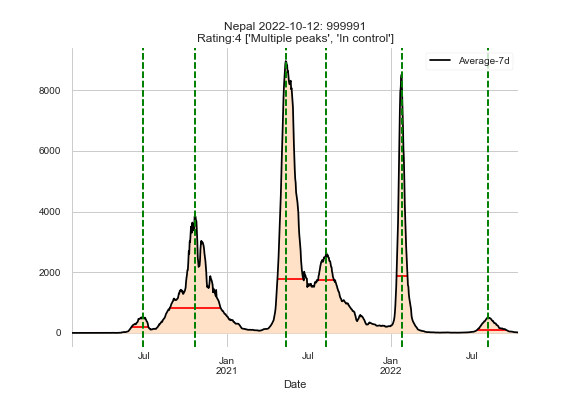 Nepal 2022-10-12: 999991
Rating:4 ['Multiple peaks', 'In control']
Average-7d
8000
6000
4000
2000
0
Jul
Jan
2021
Jul
Jan
2022
Jul
Date